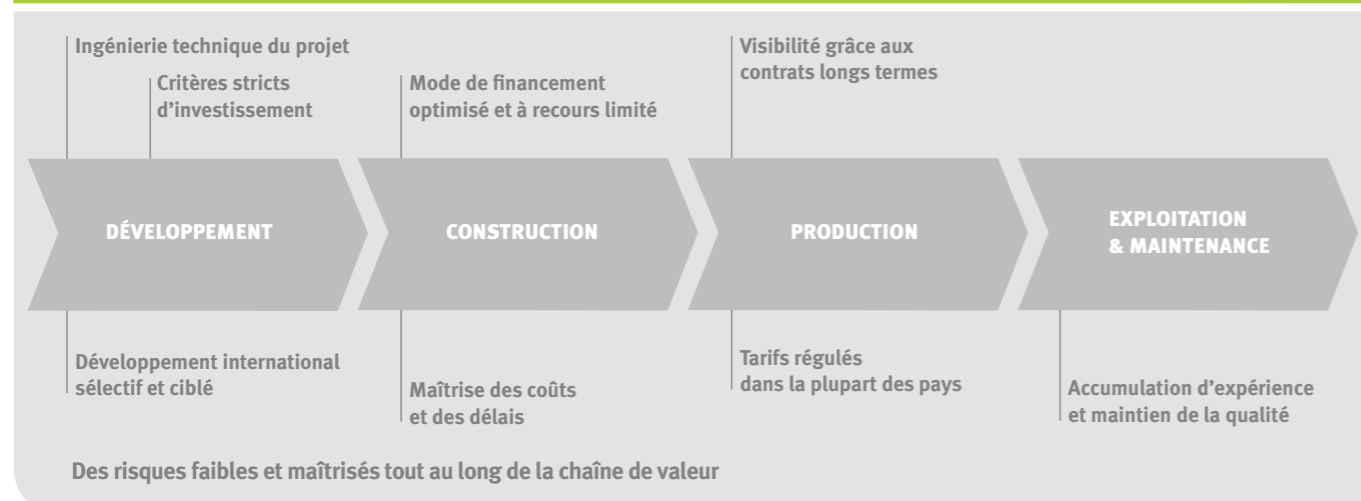 Ingénierie technique du projet
Critères stricts
d’investissement
Mode de financement
optimisé et à recours limité
Visibilité grâce aux
contrats longs termes
DÉVELOPPEMENT
CONSTRUCTION
PRODUCTION
EXPLOITATION
& MAINTENANCE
Développement international
sélectif et ciblé
Maîtrise des coûts
et des délais
Tarifs régulés
dans la plupart des pays
Accumulation d’expérience
et maintien de la qualité
Des risques faibles et maîtrisés tout au long de la chaîne de valeur